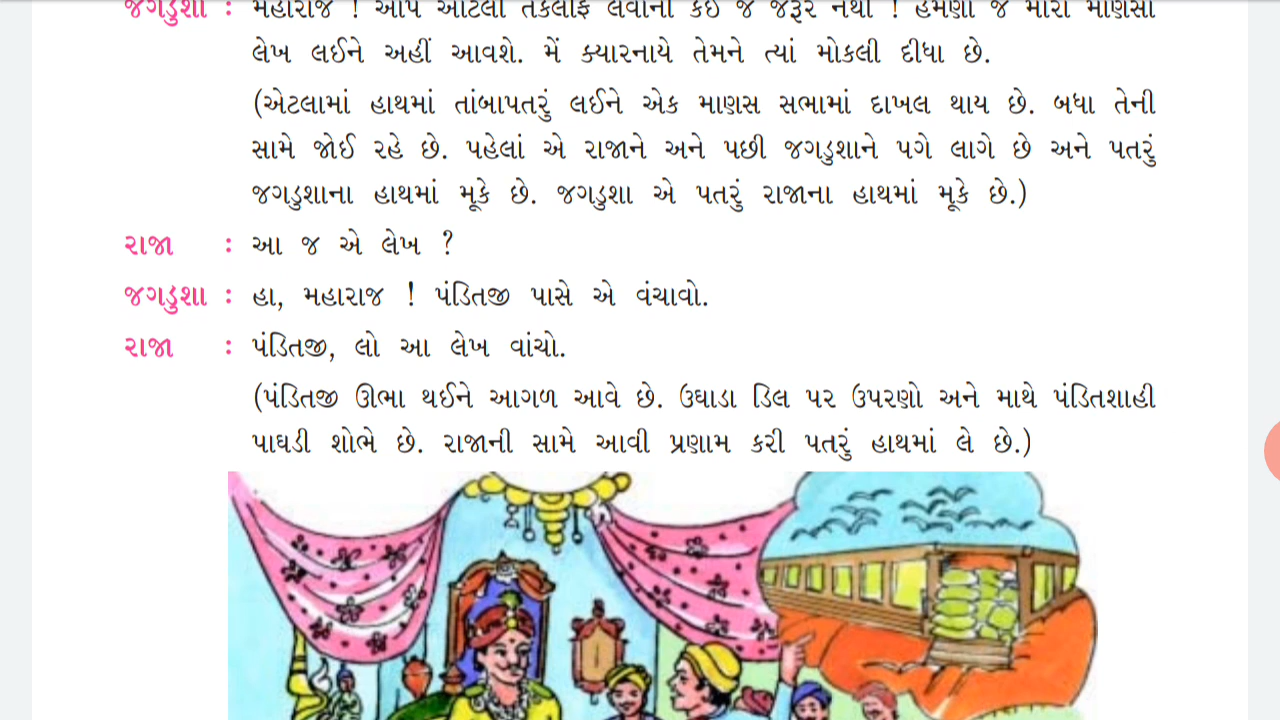 જગડુશા : મહારાજ ! આપ આટલી તકલીફ લેવાની કંઈ જ જરૂર નથી ! હમણાં જ મારા માણસો
લેખ લઈને અહીં આવશે. મેં ક્યારનાયે તેમને ત્યાં મોકલી દીધા છે.
(એટલામાં હાથમાં તાંબાપતરું લઈને એક માણસ સભામાં દાખલ થાય છે. બધા તેની
સામે જોઈ રહે છે. પહેલાં એ રાજાને અને પછી જગડુશાને પગે લાગે છે અને પતરું
જગડુશાના હાથમાં મૂકે છે. જગડુશા એ પતરું રાજાના હાથમાં મૂકે છે.)
રાજા : આ જ એ લેખ ?
જગડુશા : હા, મહારાજ ! પંડિતજી પાસે એ વંચાવો.
રાજા : પંડિતજી, લો આ લેખ વાંચો.
(પંડિતજી ઊભા થઈને આગળ આવે છે. ઉઘાડા ડિલ પર ઉપરણો અને માથે પંડિતશાહી
પાઘડી શોભે છે. રાજાની સામે આવી પ્રણામ કરી પતરું હાથમાં લે છે.)